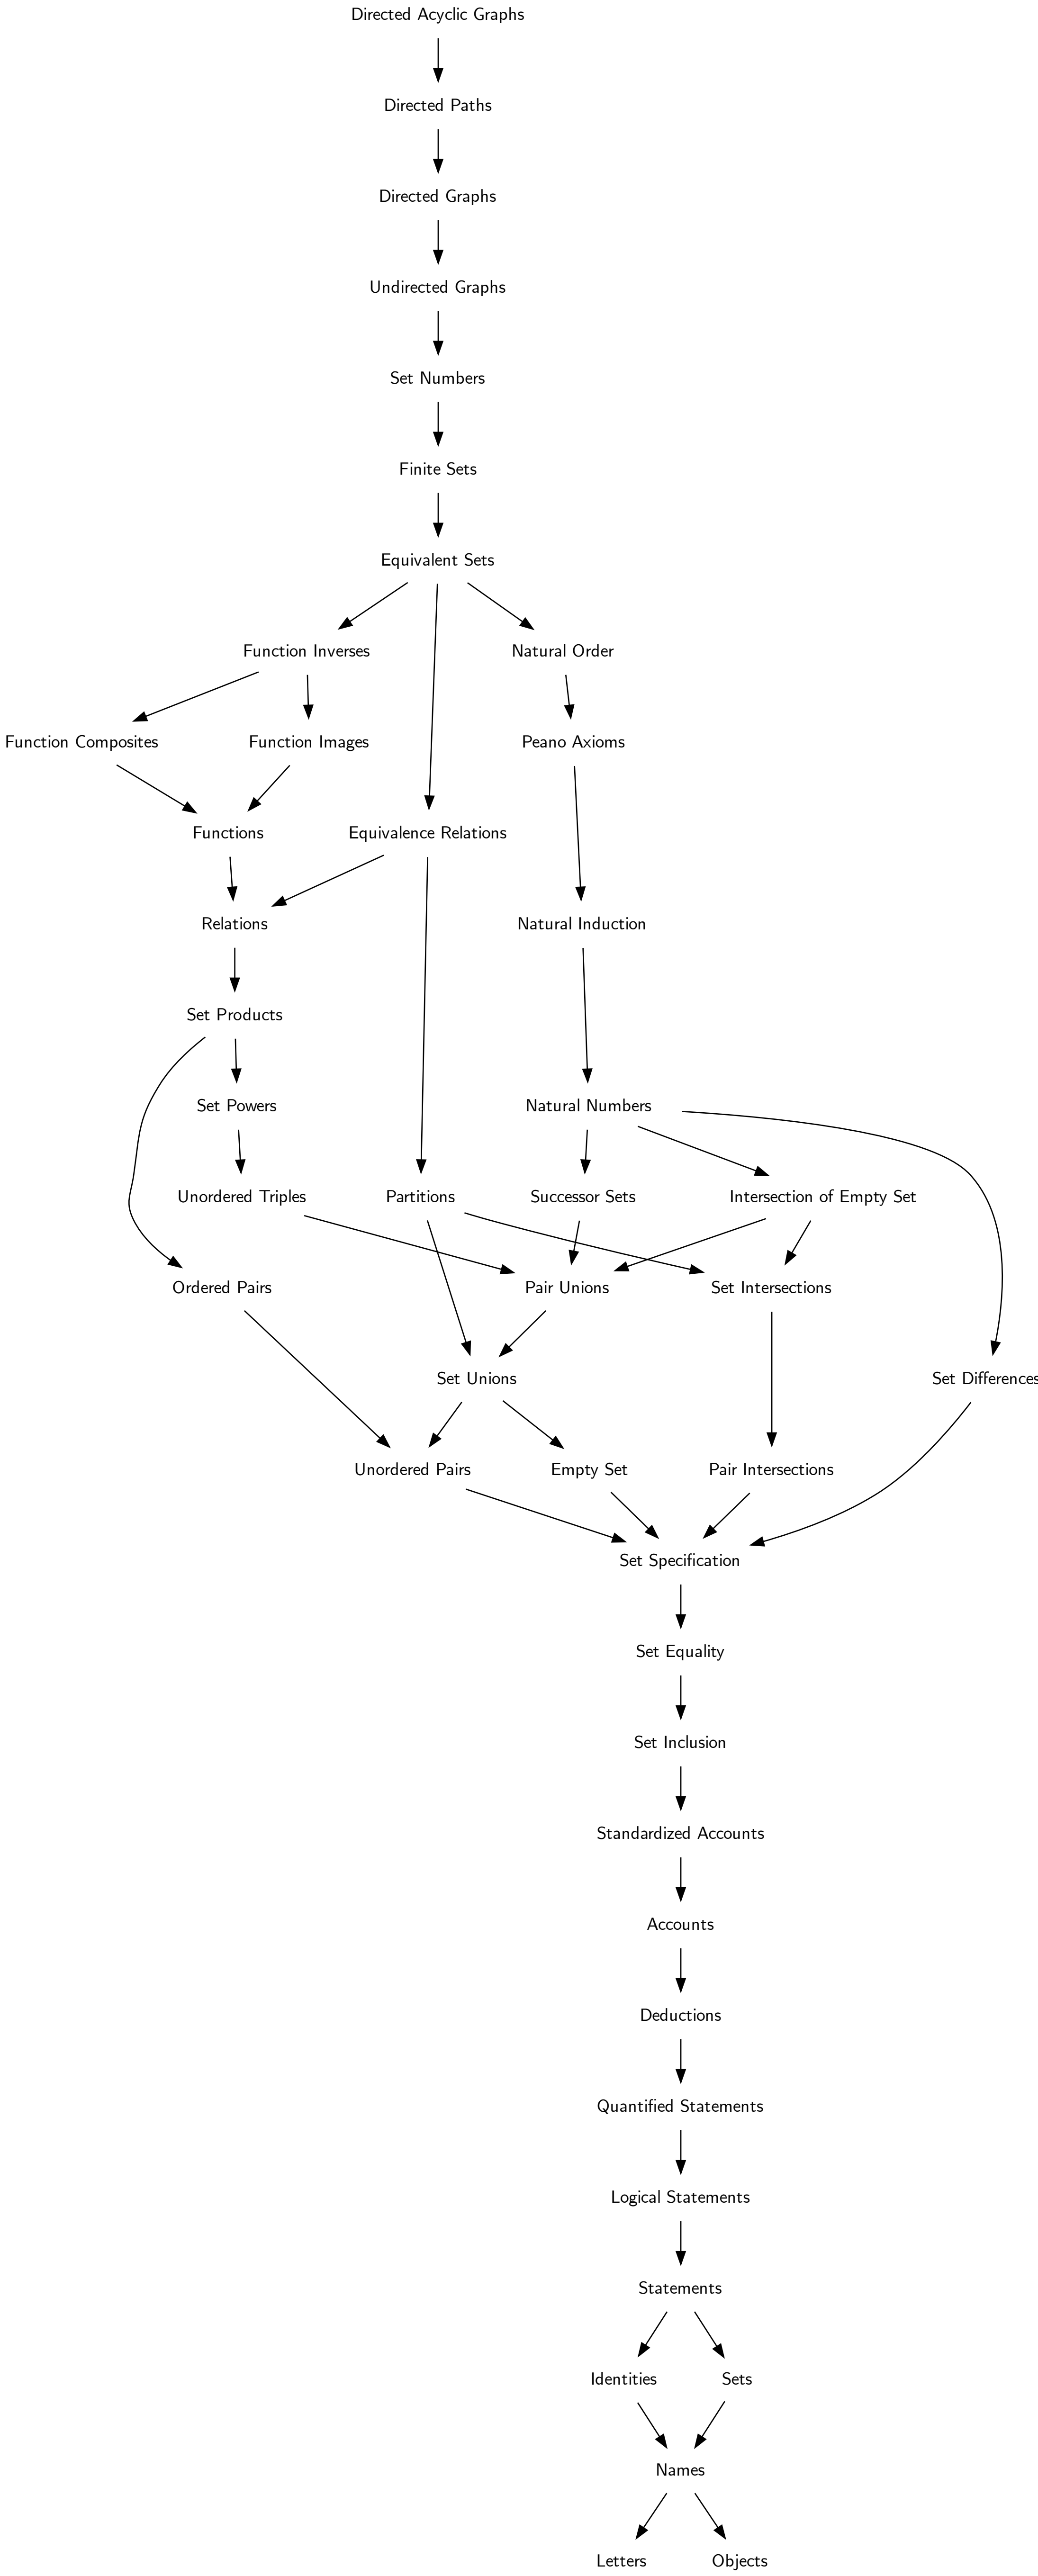 Directed Acyclic Graphs
Directed Paths
Directed Graphs
Undirected Graphs
Set Numbers
Finite Sets
Equivalent Sets
Function Inverses
Natural Order
Function Composites
Function Images
Peano Axioms
Functions
Equivalence Relations
Relations
Natural Induction
Set Products
Set Powers
Natural Numbers
Unordered Triples
Partitions
Successor Sets
Intersection of Empty Set
Ordered Pairs
Pair Unions
Set Intersections
Set Unions
Set Differences
Unordered Pairs
Empty Set
Pair Intersections
Set Specification
Set Equality
Set Inclusion
Standardized Accounts
Accounts
Deductions
Quantified Statements
Logical Statements
Statements
Identities
Sets
Names
Letters
Objects